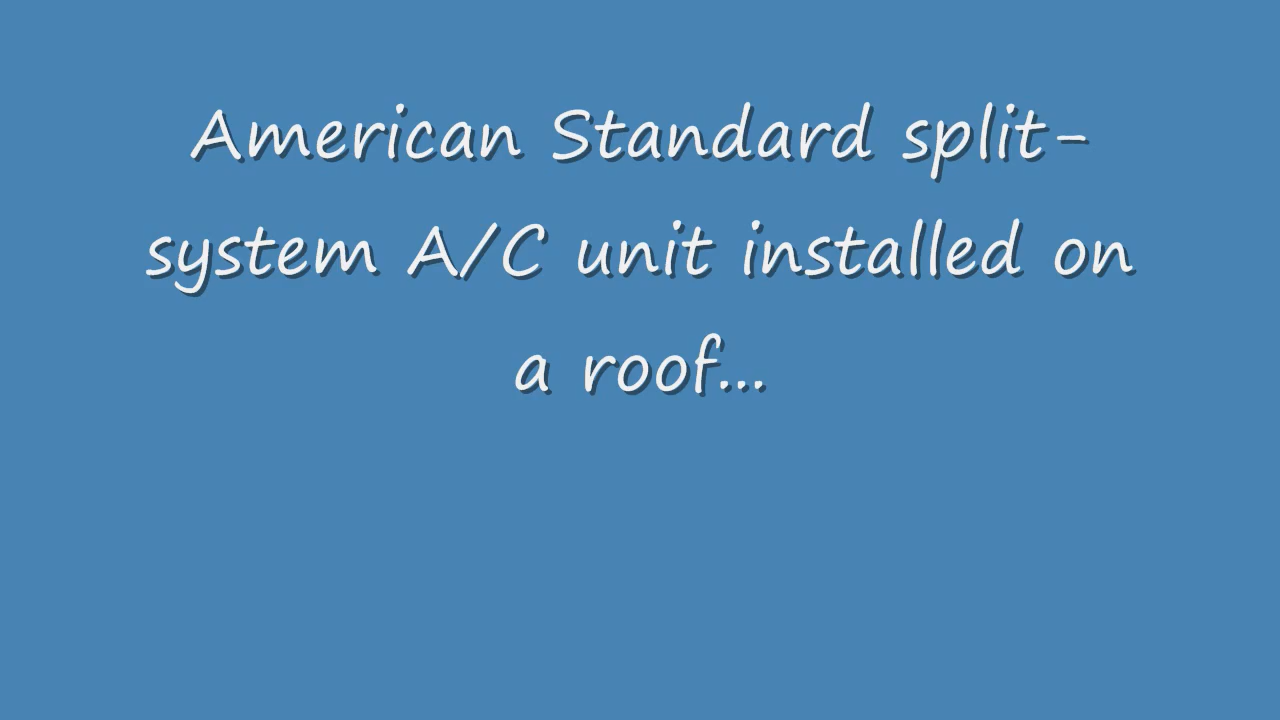 American Standard split-
system A/C unit installed on
a roof...